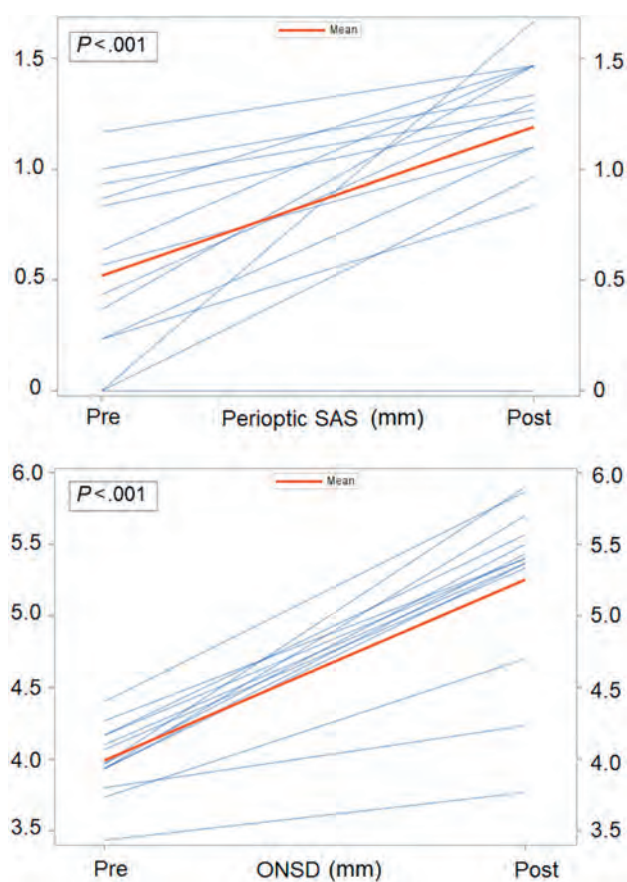 P<.001
Mean
1.5 1.5
1.0 1.0
0.5 0.5
0 0
Pre Perioptic SAS (mm) Post
6.0 6.0
P<.001
Mean
5.5 5.5
5.0 5.0
4.5 4.5
4.0 4.0
3.5 3.5
Pre ONSD (mm) Post